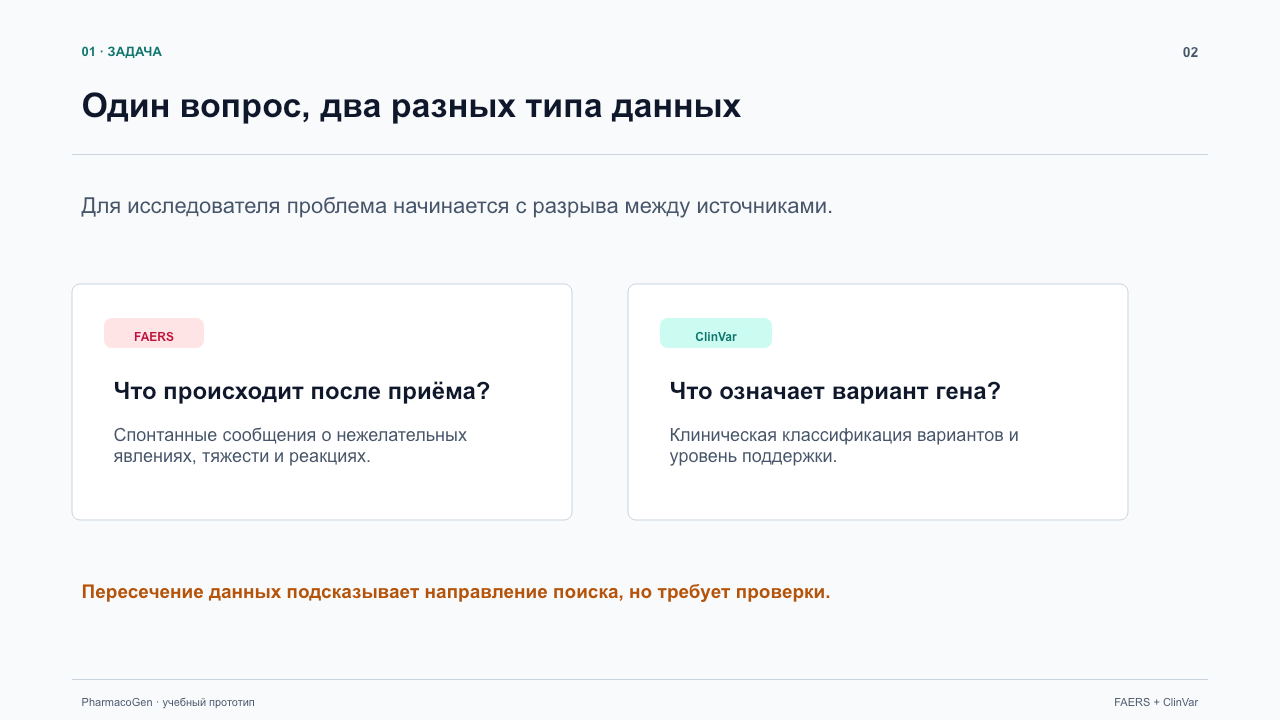 01 · ЗАДАЧА
02
Один вопрос, два разных типа данных
Для исследователя проблема начинается с разрыва между источниками.
FAERS
Что происходит после приёма?
Спонтанные сообщения о нежелательных
явлениях, тяжести и реакциях.
ClinVar
Что означает вариант гена?
Клиническая классификация вариантов и
уровень поддержки.
Пересечение данных подсказывает направление поиска, но требует проверки.
PharmacoGen · учебный прототип
FAERS + ClinVar